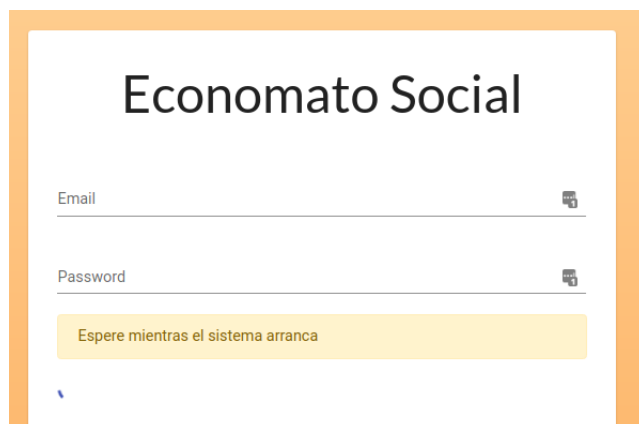 Economato Social
Email
Password
Espere mientras el sistema arranca